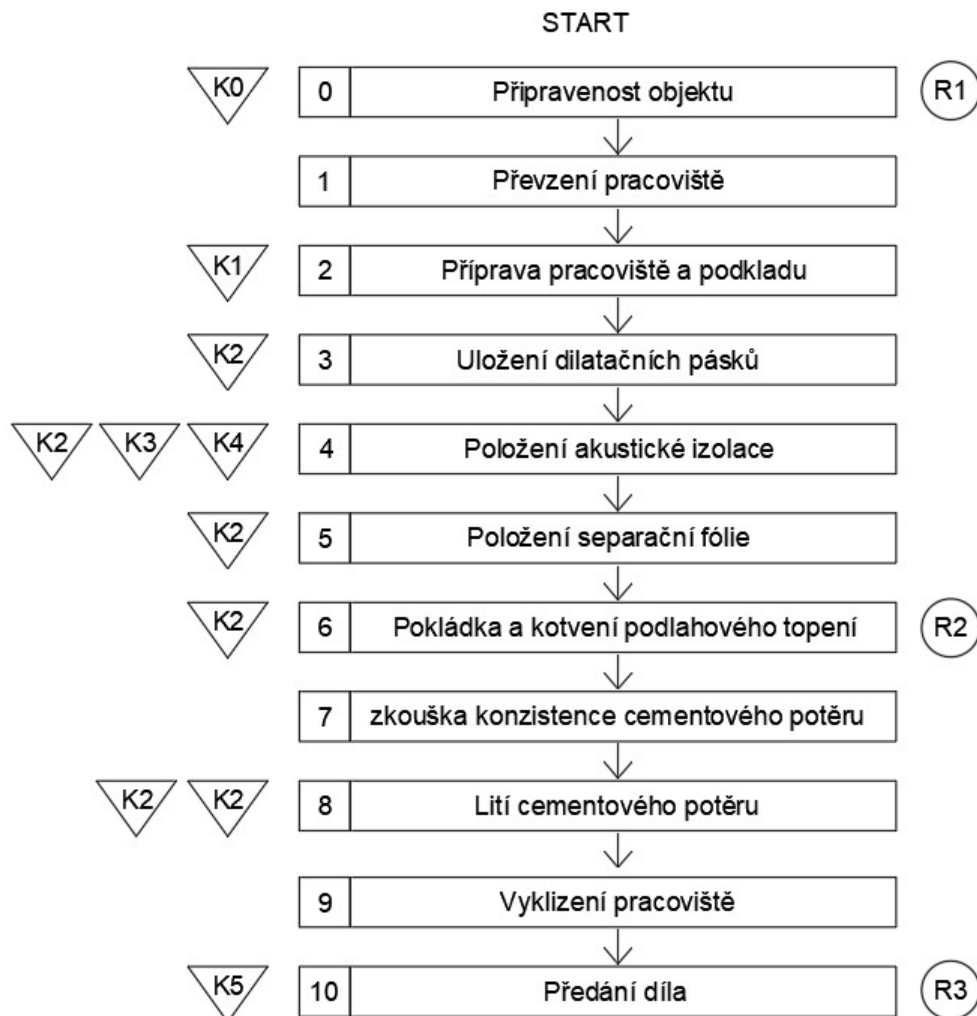 START
K0 0 Připravenost objektu R1
1 Převzení pracoviště
K1 2 Příprava pracoviště a podkladu
K2 3 Uložení dilatačních pásků
K2 K3 K4 4 Položení akustické izolace
K2 5 Položení separační fólie
K2 6 Pokládka a kotvení podlahového topení R2
7 zkouška konzistence cementového potěru
K2 K2 8 Lití cementového potěru
9 Vyklizení pracoviště
K5 10 Předání díla R3